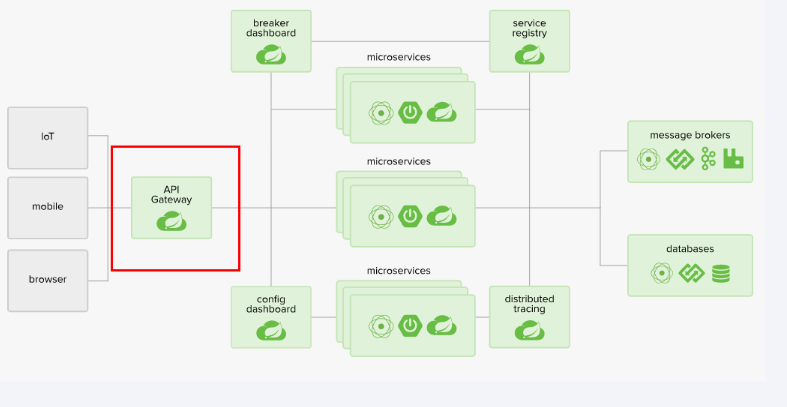 breaker
dashboard
service
registry
microservices
IoT
API
Gateway
mobile
browser
microservices
message brokers
databases
microservices
config
dashboard
distributed
tracing